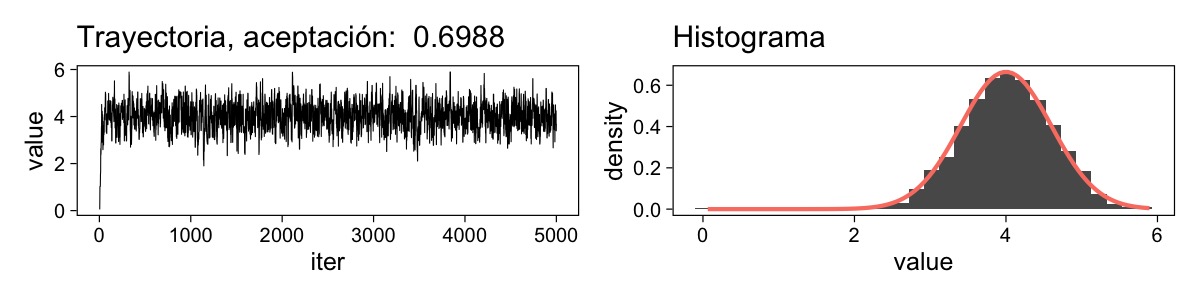 Trayectoria, aceptación: 0.6988
value
6
4
2
0
0 1000 2000 3000 4000 5000
iter
Histograma
density
0.6
0.4
0.2
0.0
0 2 4 6
value